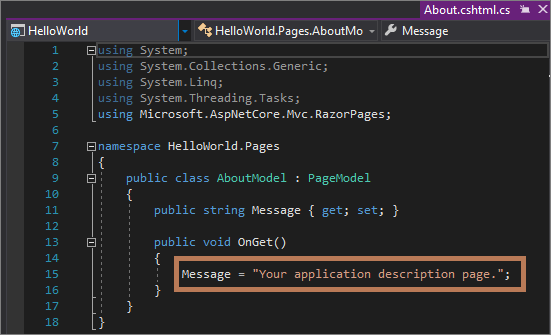 About.cshtml.cs
HelloWorld HelloWorld.Pages.AboutMo Message
1 using System;
2 using System.Collections.Generic;
3 using System.Linq;
4 using System.Threading.Tasks;
5 using Microsoft.AspNetCore.Mvc.RazorPages;
6
7 namespace HelloWorld.Pages
8 {
9 public class AboutModel : PageModel
10 {
11 public string Message { get; set; }
12
13 public void OnGet()
14 {
15 Message = "Your application description page.";
16 }
17 }
18 }